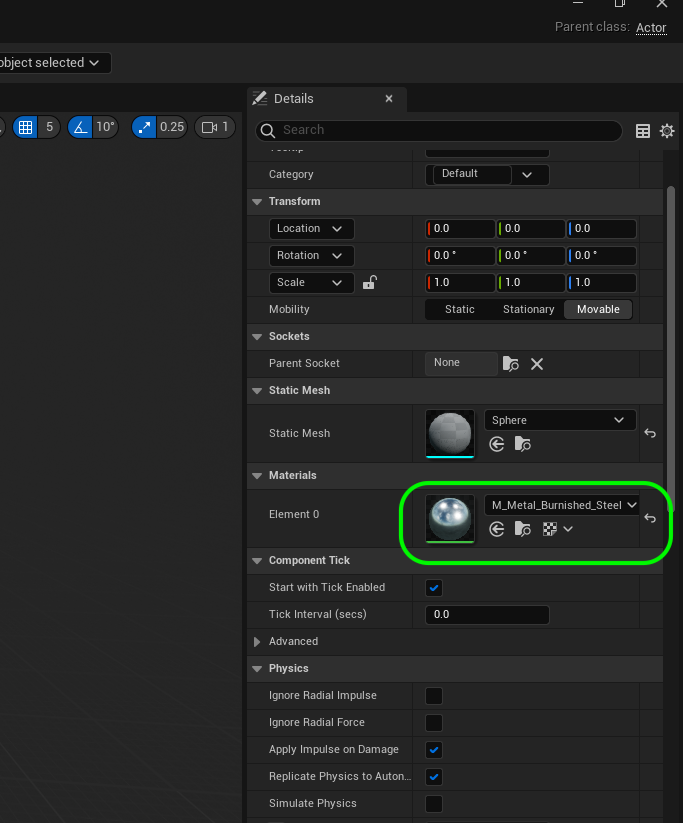 Parent class: Actor
object selected
5 10° 0.25 1
Details
Search
Category Default
Transform
Location 0.0 0.0 0.0
Rotation 0.0 ° 0.0 ° 0.0 °
Scale 1.0 1.0 1.0
Mobility Static Stationary Movable
Sockets
Parent Socket None
Static Mesh
Static Mesh Sphere
Materials
Element 0 M_Metal_Burnished_Steel
Component Tick
Start with Tick Enabled
Tick Interval (secs) 0.0
Advanced
Physics
Ignore Radial Impulse
Ignore Radial Force
Apply Impulse on Damage
Replicate Physics to Auton...
Simulate Physics